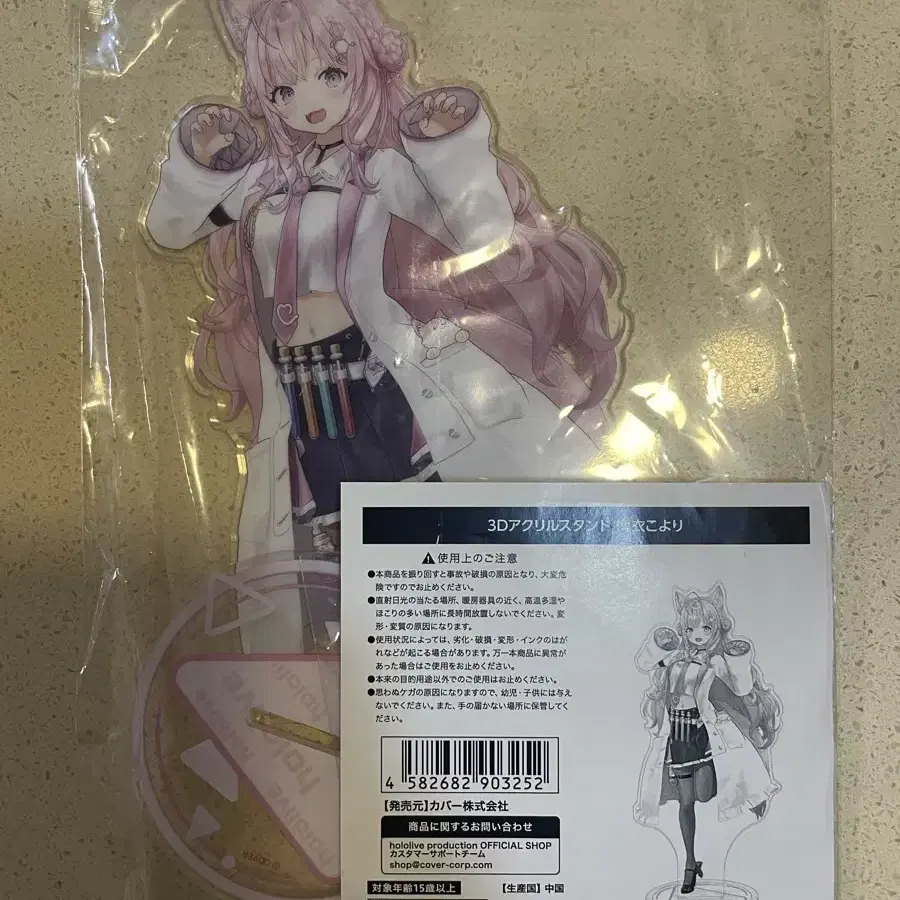 3Dアクリルスタンド 衣こより
⚠使用上のご注意
●本商品を振り回すと事故や破損の原因となり、大変危
険ですのでお止めください。
●直射日光の当たる場所、暖房器具の近く、高温多湿や
ほこりの多い場所に長時間放置しないでください。変
形・変質の原因になります。
●使用状況によっては、劣化・破損・変形・インクのはが
れなどが起こる場合があります。万一本商品に異常が
あった場合はご使用をお止めください。
●本来の目的用途以外でのご使用はお止めください。
●思わぬケガの原因になりますので、幼児・子供には与え
ないでください。また、手の届かない場所に保管してく
ださい。
4 582682 903252
【発売元】カバー株式会社
商品に関するお問い合わせ
hololive production OFFICIAL SHOP
カスタマーサポートチーム
shop@cover-corp.com
対象年齢15歳以上
【生産国】中国
hololive
© COVER